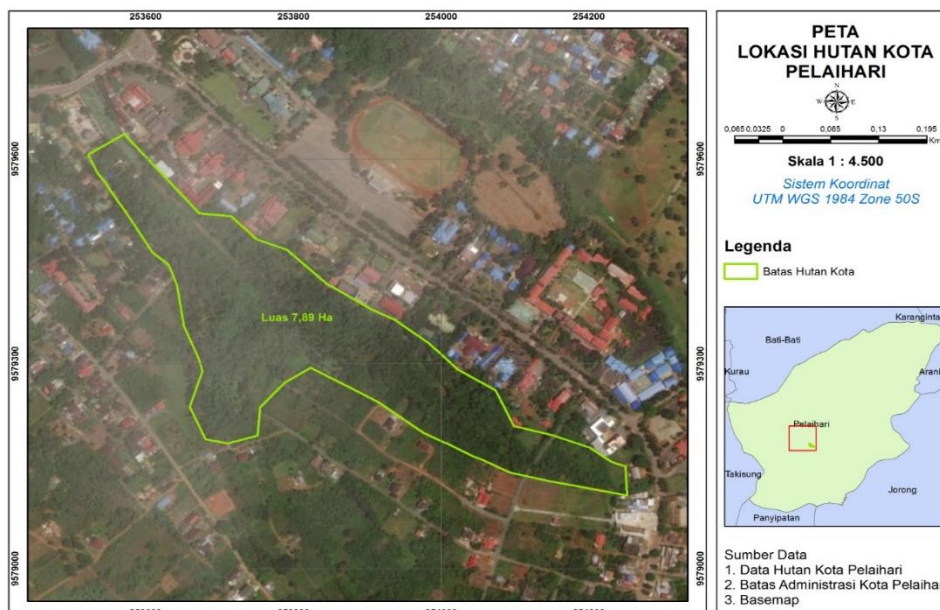 253600 253800 254000 254200
9579600
9579300
9579000
9579600
9579300
9579000
Luas 7,89 Ha
PETA
LOKASI HUTAN KOTA
PELAIHARI
N
W E
S
0,065 0,0325 0 0,065 0,13 0,195
Km
Skala 1 : 4.500
Sistem Koordinat
UTM WGS 1984 Zone 50S
Legenda
Batas Hutan Kota
Karanginta
Bati-Bati
Kurau
Arani
Pelaihari
Takisung
Jorong
Panyipatan
Sumber Data
1. Data Hutan Kota Pelaihari
2. Batas Administrasi Kota Pelaiha
3. Basemap